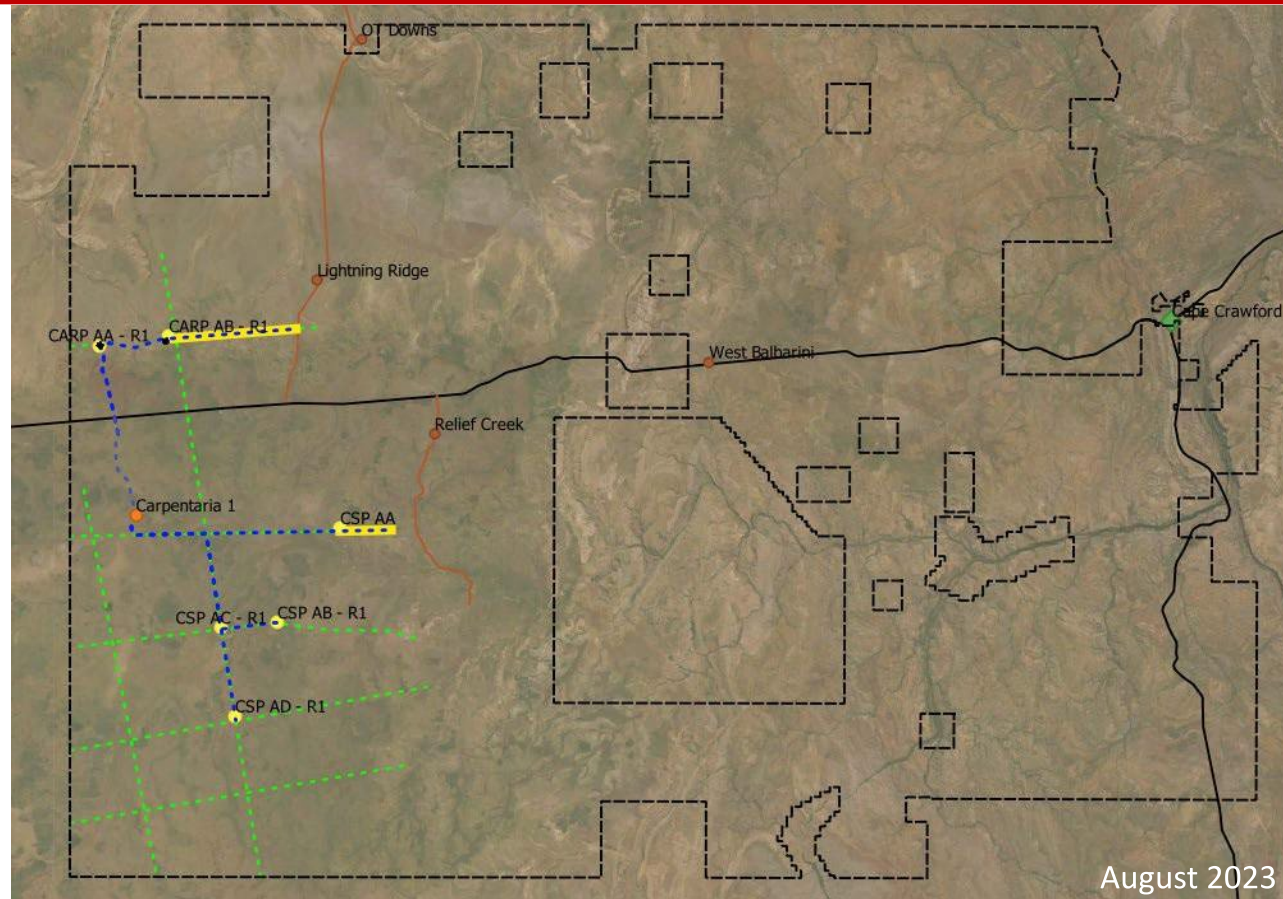 OT Downs
Lightning Ridge
CARP AA - R1
CARP AB - R1
Cape Crawford
West Balbarini
Relief Creek
Carpentaria 1
CSP AA
CSP AC - R1
CSP AB - R1
CSP AD - R1
August 2023